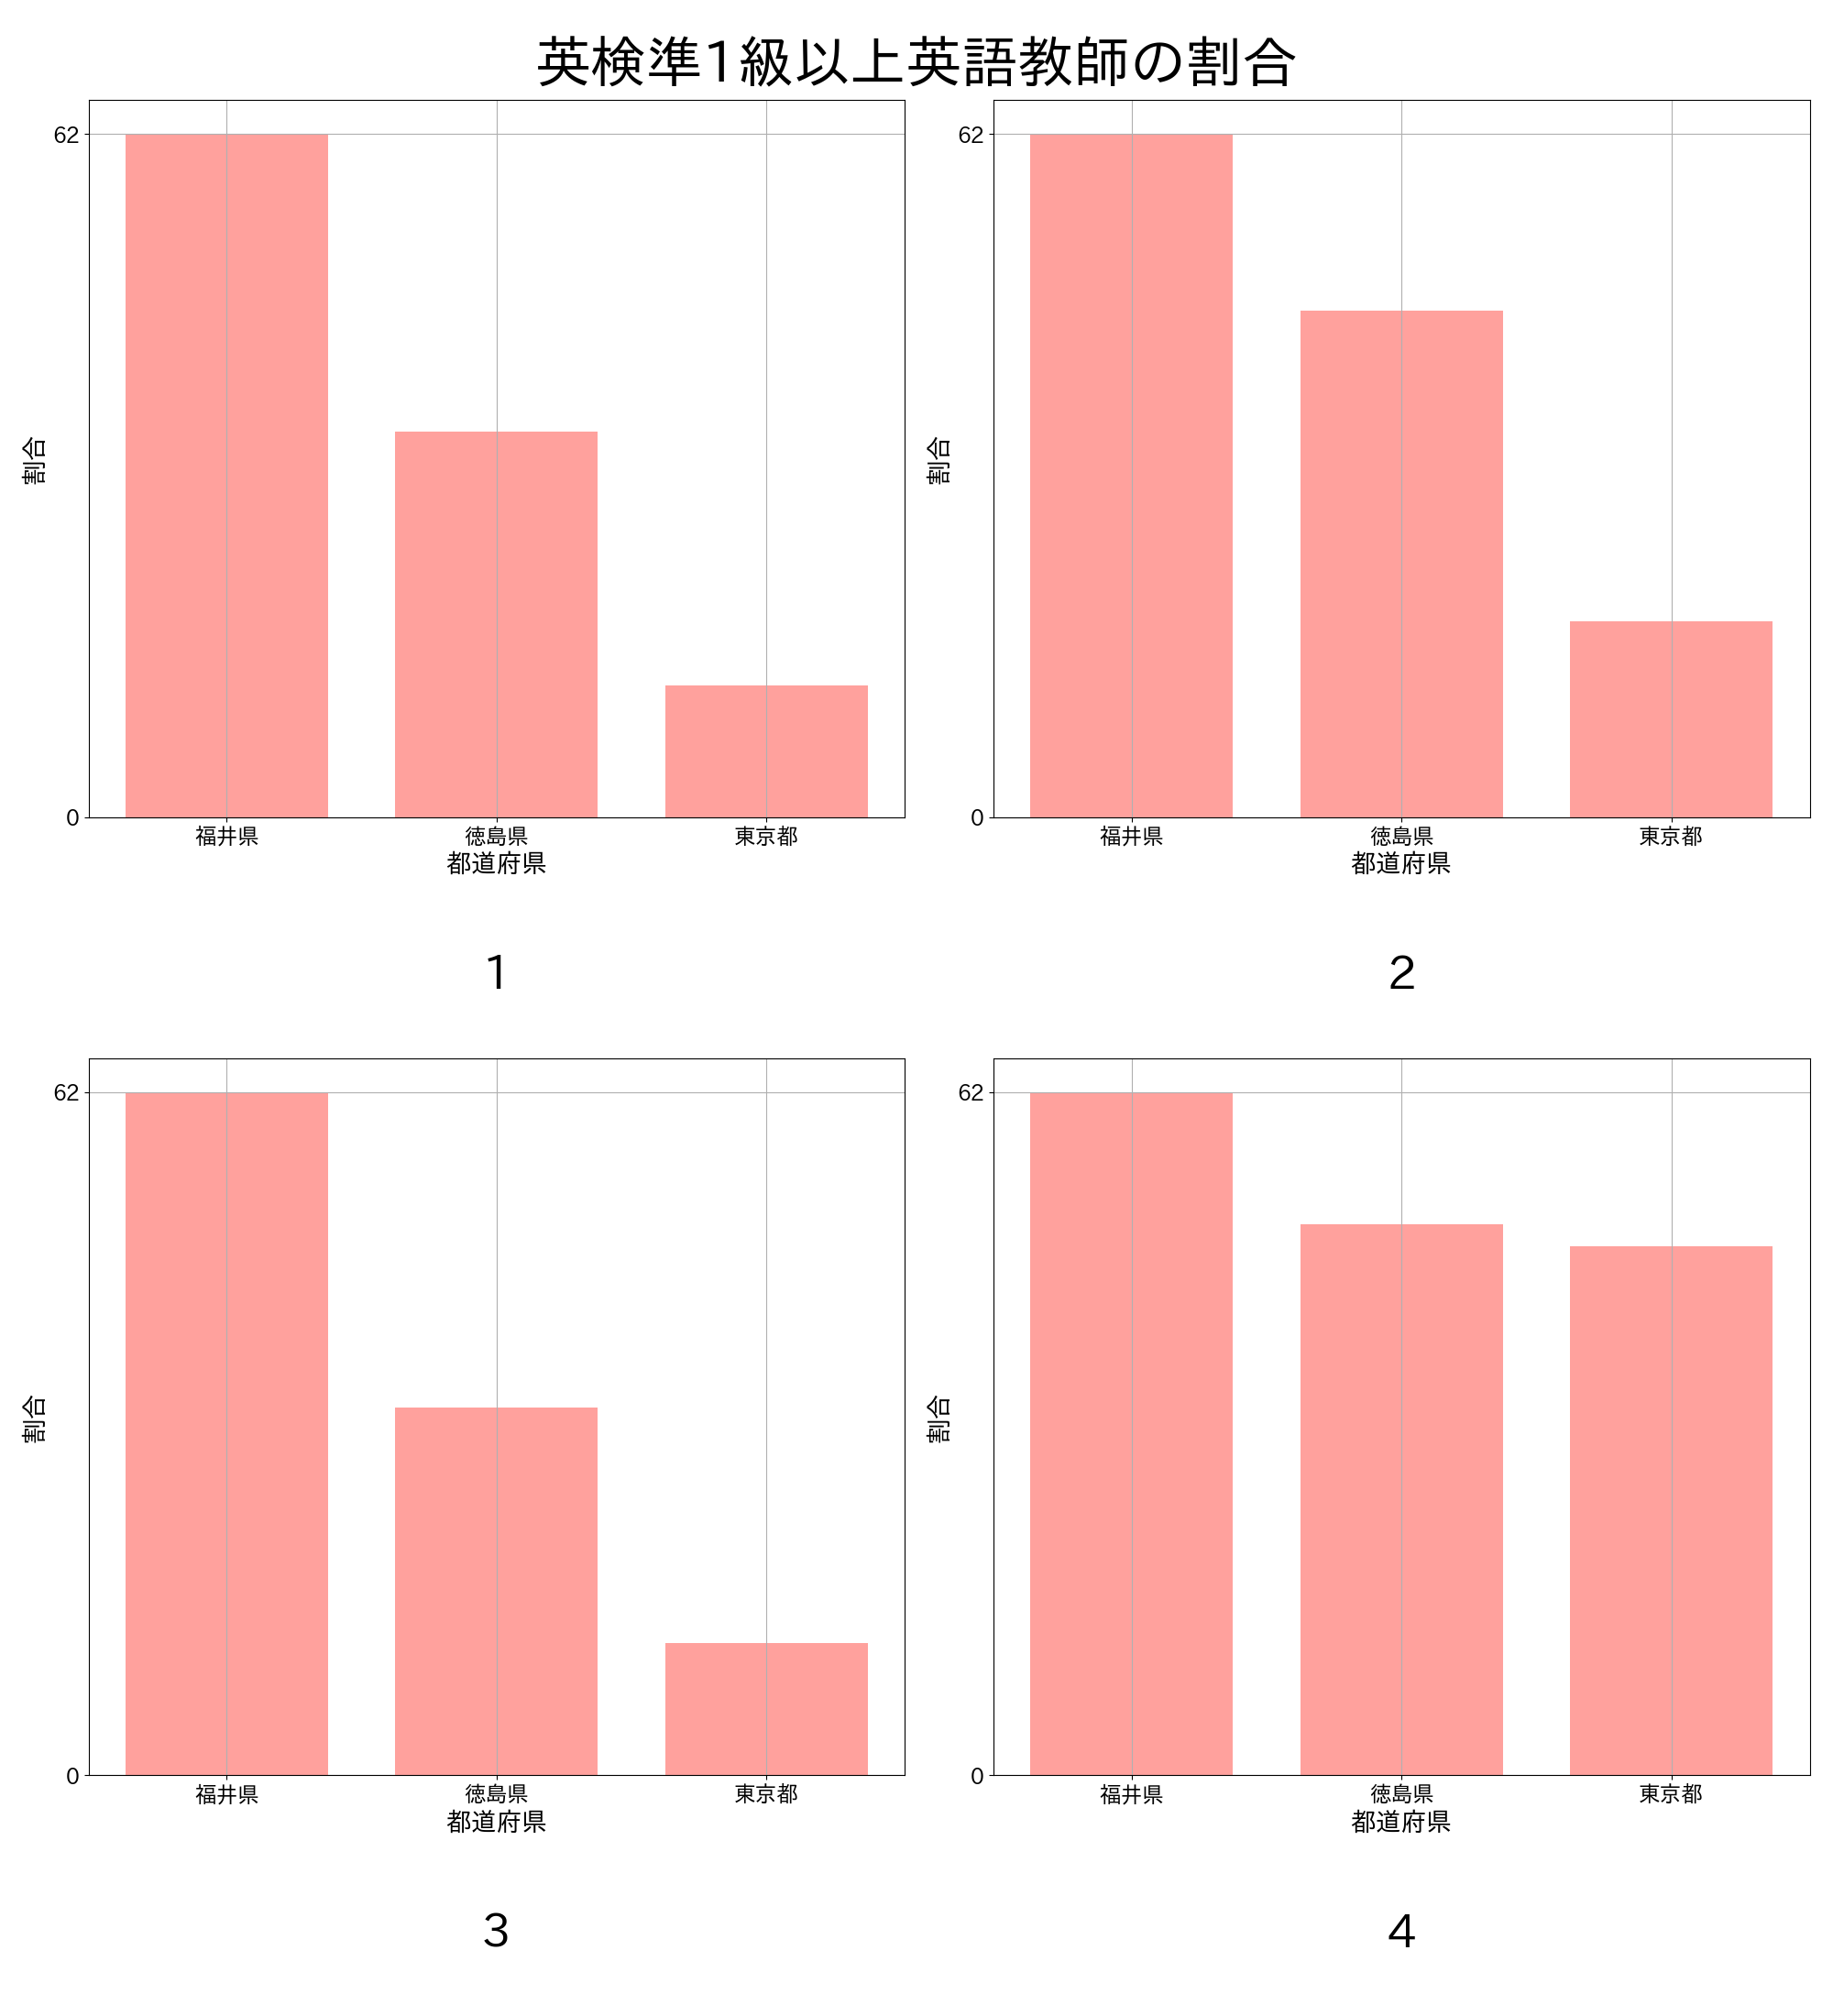 英検準1級以上英語教師の割合
62
0
割合
福井県 徳島県 東京都
都道府県
1
62
0
割合
福井県 徳島県 東京都
都道府県
2
62
0
割合
福井県 徳島県 東京都
都道府県
3
62
0
割合
福井県 徳島県 東京都
都道府県
4